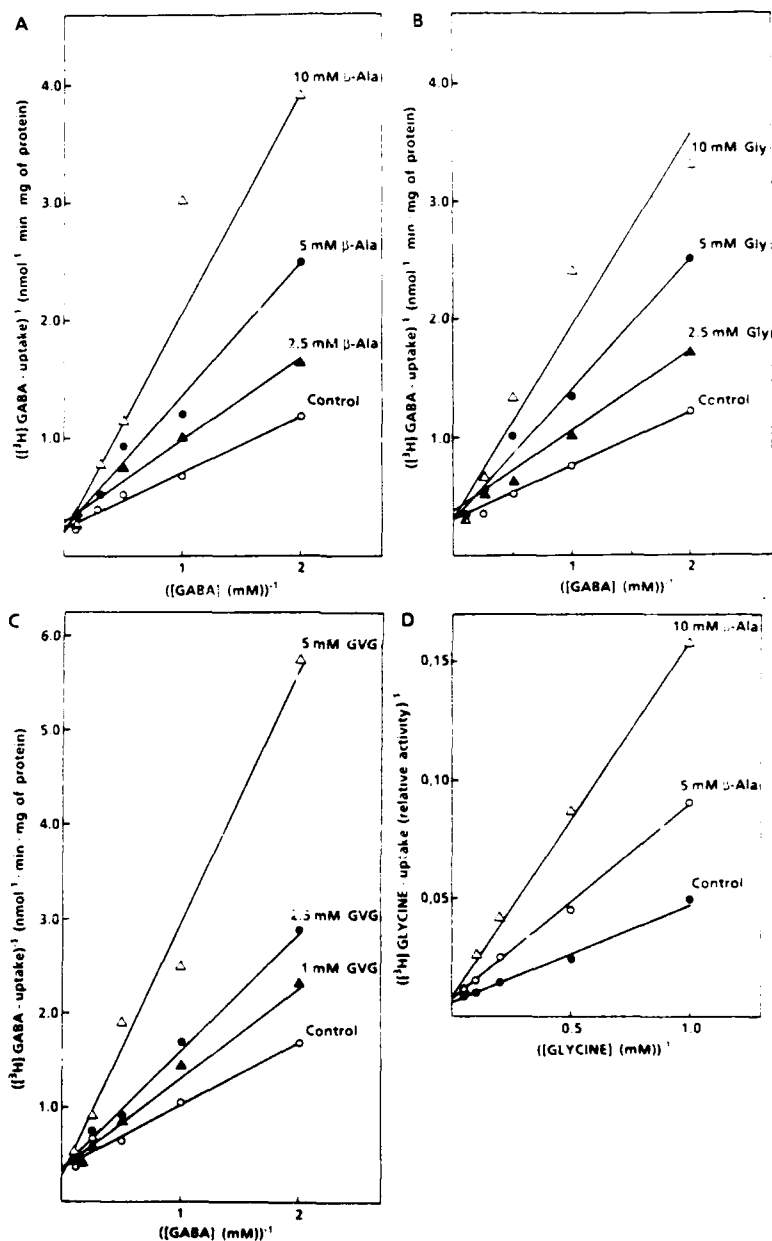 A
([³H] GABA · uptake)⁻¹ (nmol⁻¹ min mg of protein)
4.0
3.0
2.0
1.0
10 mM β-Ala
5 mM β-Ala
2.5 mM β-Ala
Control
1
2
([GABA] (mM))⁻¹
B
([³H] GABA · uptake)⁻¹ (nmol⁻¹ min · mg of protein)
4.0
3.0
2.0
1.0
10 mM Gly
5 mM Gly
2.5 mM Gly
Control
1
2
([GABA] (mM))⁻¹
C
([³H] GABA · uptake)⁻¹ (nmol⁻¹ · min · mg of protein)
6.0
5.0
4.0
3.0
2.0
1.0
5 mM GVG
2.5 mM GVG
1 mM GVG
Control
1
2
([GABA] (mM))⁻¹
D
([³H] GLYCINE · uptake (relative activity)⁻¹
0,15
0,10
0,05
10 mM β-Ala
5 mM β-Ala
Control
0.5
1.0
([GLYCINE] (mM))⁻¹